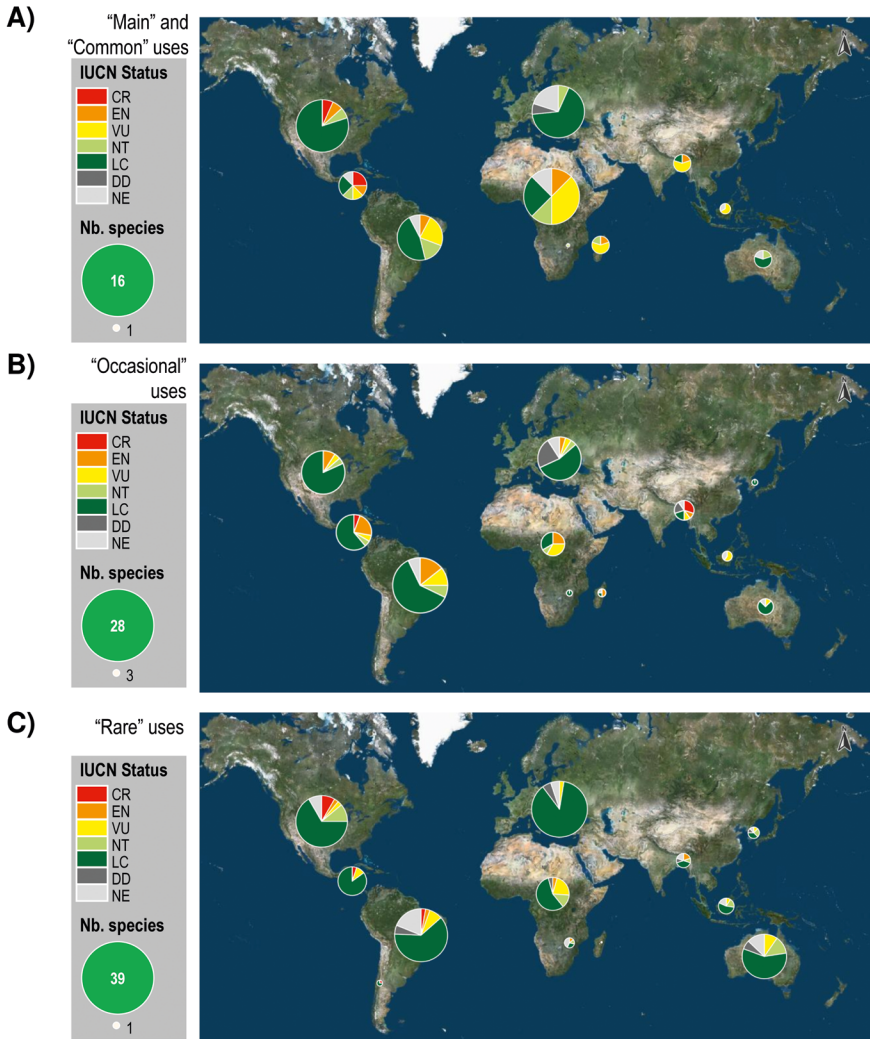 A)
“Main” and
“Common” uses
IUCN Status
CR
EN
VU
NT
LC
DD
NE
Nb. species
16
1
B)
“Occasional”
uses
IUCN Status
CR
EN
VU
NT
LC
DD
NE
Nb. species
28
3
C)
“Rare” uses
IUCN Status
CR
EN
VU
NT
LC
DD
NE
Nb. species
39
1